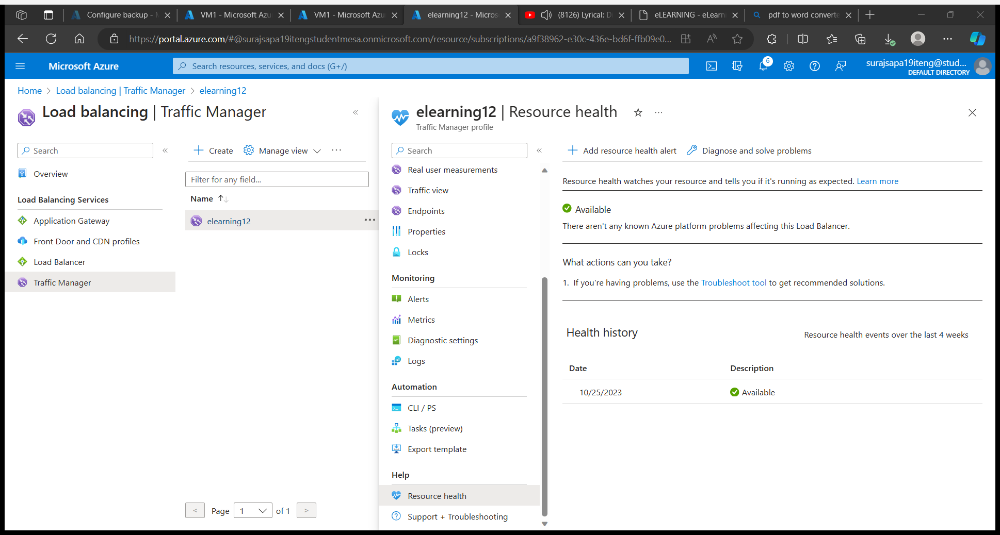 Configure backup - M
VM1 - Microsoft Azu
VM1 - Microsoft Azu
elearning12 - Micros
(8126) Lyrical: D
eLEARNING - eLearni
pdf to word converte
https://portal.azure.com/#@surajsapa19itengstudentmesa.onmicrosoft.com/resource/subscriptions/a9f38962-e30c-436e-bd6f-ffb09e0...
Microsoft Azure
Search resources, services, and docs (G+/)
6
surajsapa19iteng@stud...
DEFAULT DIRECTORY
Home > Load balancing | Traffic Manager > elearning12
Load balancing | Traffic Manager
Search
Overview
Load Balancing Services
Application Gateway
Front Door and CDN profiles
Load Balancer
Traffic Manager
Create
Manage view
Filter for any field...
Name
elearning12
< Page 1 of 1 >
elearning12 | Resource health
Traffic Manager profile
Search
Real user measurements
Traffic view
Endpoints
Properties
Locks
Monitoring
Alerts
Metrics
Diagnostic settings
Logs
Automation
CLI / PS
Tasks (preview)
Export template
Help
Resource health
Support + Troubleshooting
Add resource health alert
Diagnose and solve problems
Resource health watches your resource and tells you if it's running as expected. Learn more
Available
There aren't any known Azure platform problems affecting this Load Balancer.
What actions can you take?
1. If you're having problems, use the Troubleshoot tool to get recommended solutions.
Health history
Resource health events over the last 4 weeks
Date Description
10/25/2023 Available